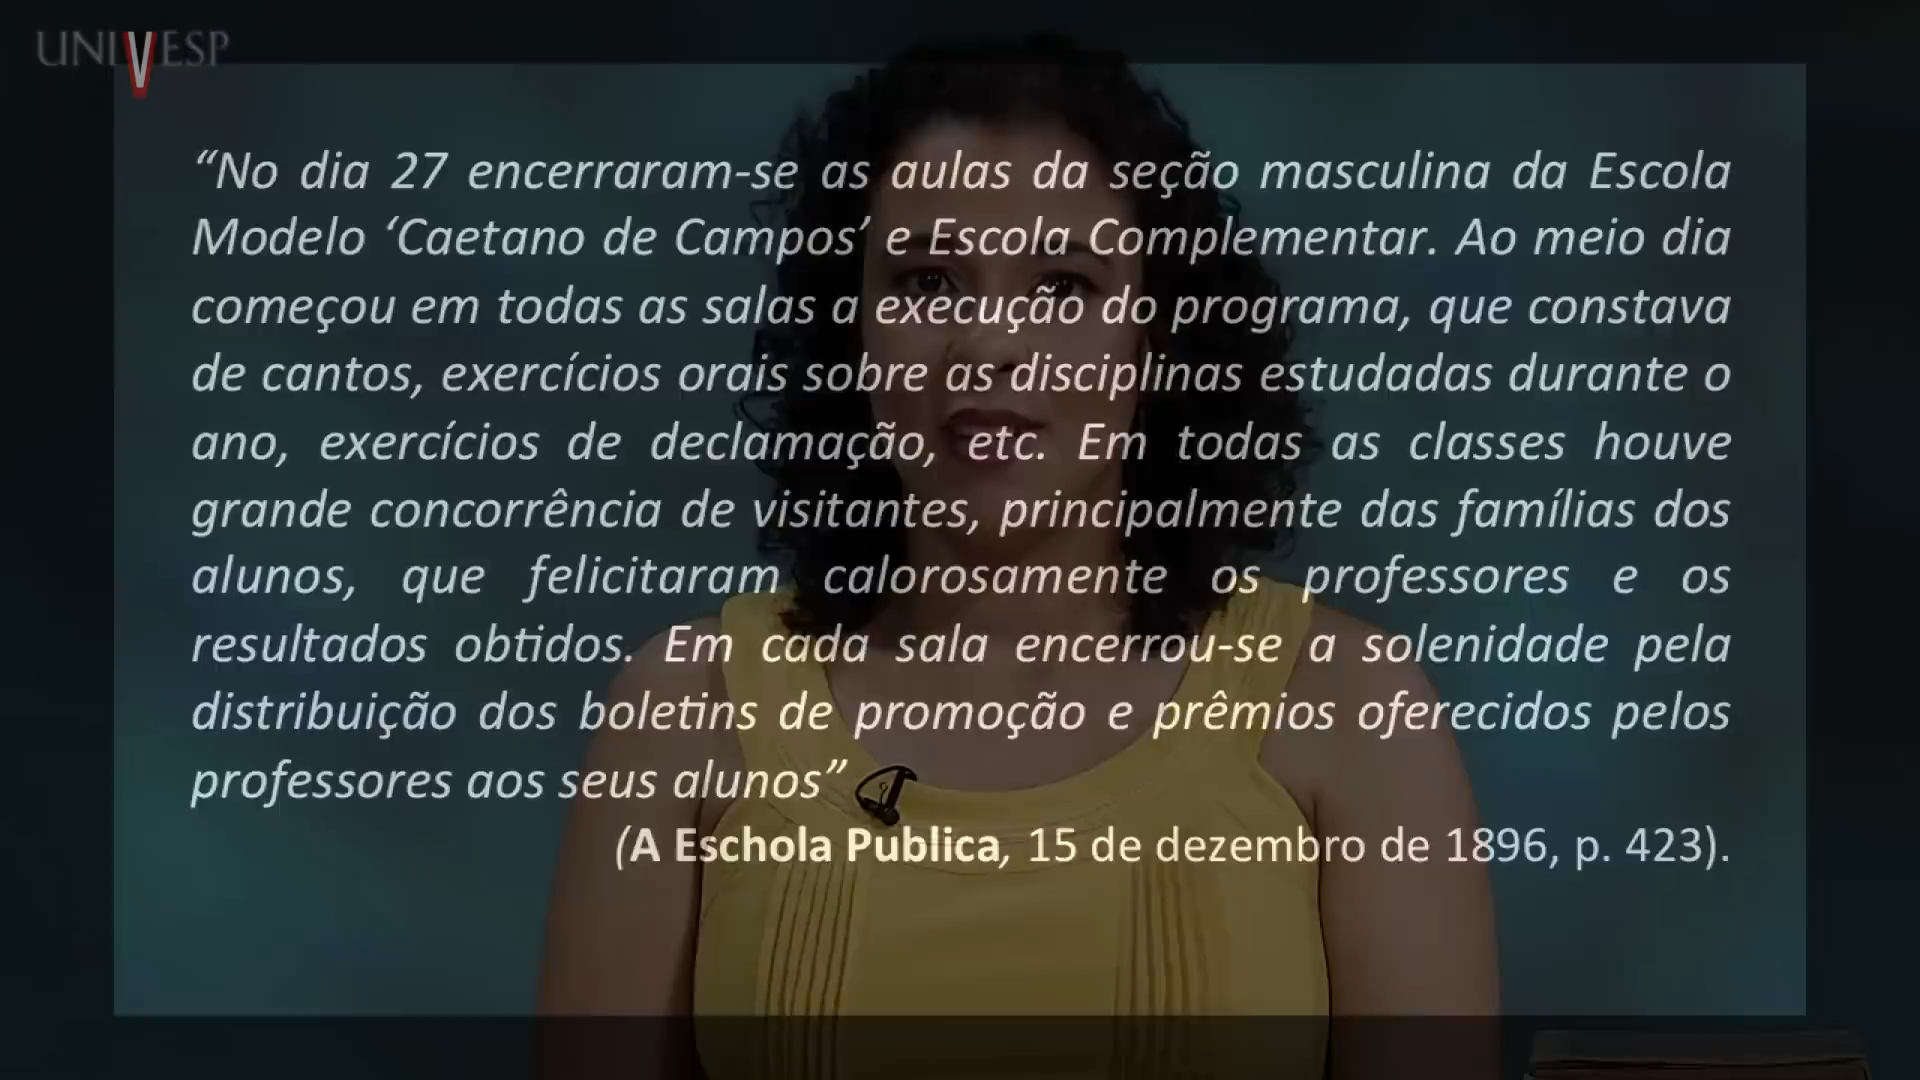 UNIVESP
“No dia 27 encerraram-se as aulas da seção masculina da Escola
Modelo ‘Caetano de Campos’ e Escola Complementar. Ao meio dia
começou em todas as salas a execução do programa, que constava
de cantos, exercícios orais sobre as disciplinas estudadas durante o
ano, exercícios de declamação, etc. Em todas as classes houve
grande concorrência de visitantes, principalmente das famílias dos
alunos, que felicitaram calorosamente os professores e os
resultados obtidos. Em cada sala encerrou-se a solenidade pela
distribuição dos boletins de promoção e prêmios oferecidos pelos
professores aos seus alunos”
(A Eschola Publica, 15 de dezembro de 1896, p. 423).